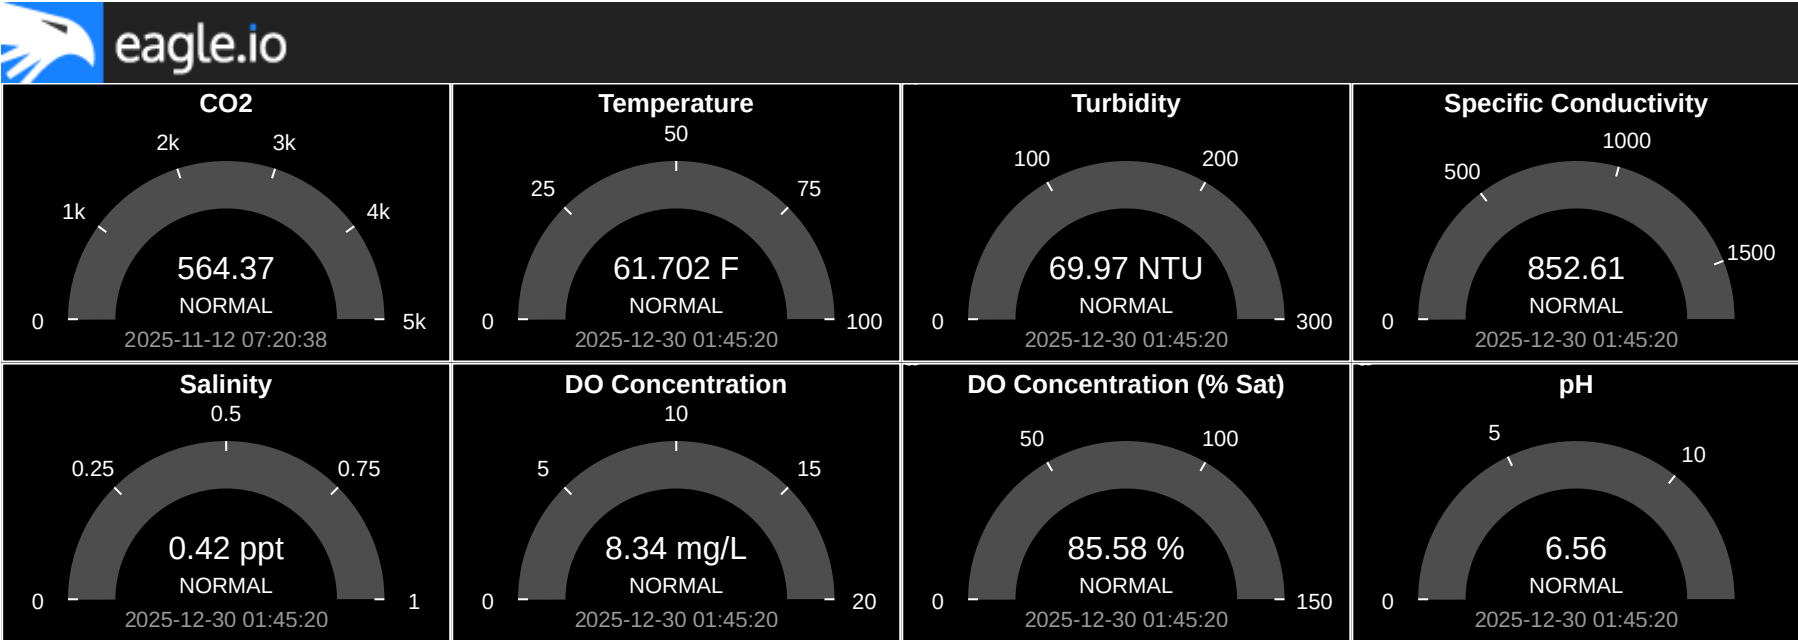 eagle.io
CO2
2k
3k
1k
4k
564.37
NORMAL
0
5k
2025-11-12 07:20:38
Temperature
50
25
75
61.702 F
NORMAL
0
100
2025-12-30 01:45:20
Turbidity
100
200
69.97 NTU
NORMAL
0
300
2025-12-30 01:45:20
Specific Conductivity
1000
500
1500
852.61
NORMAL
0
2025-12-30 01:45:20
Salinity
0.5
0.25
0.75
0.42 ppt
NORMAL
0
1
2025-12-30 01:45:20
DO Concentration
10
5
15
8.34 mg/L
NORMAL
0
20
2025-12-30 01:45:20
DO Concentration (% Sat)
50
100
85.58 %
NORMAL
0
150
2025-12-30 01:45:20
pH
5
10
6.56
NORMAL
0
2025-12-30 01:45:20